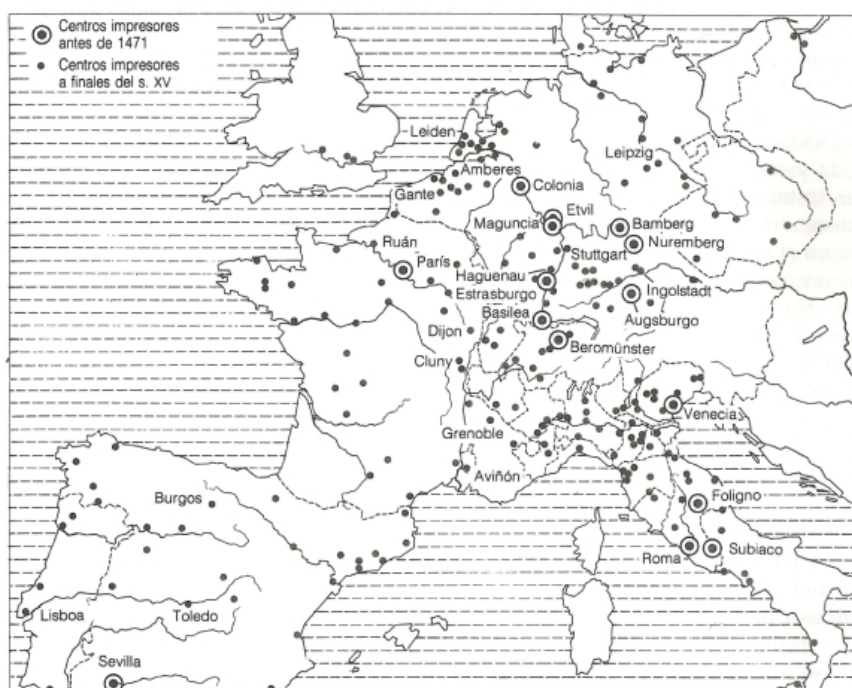 Centros impresores
antes de 1471
Centros impresores
a finales del s. XV
Leiden
Amberes
Gante
Colonia
Leipzig
Etvil
Maguncia
Bamberg
Nuremberg
Ruán
París
Stuttgart
Haguenau
Estrasburgo
Ingolstadt
Basilea
Augsburgo
Dijon
Beromünster
Cluny
Venecia
Grenoble
Aviñón
Burgos
Foligno
Roma
Subiaco
Lisboa
Toledo
Sevilla